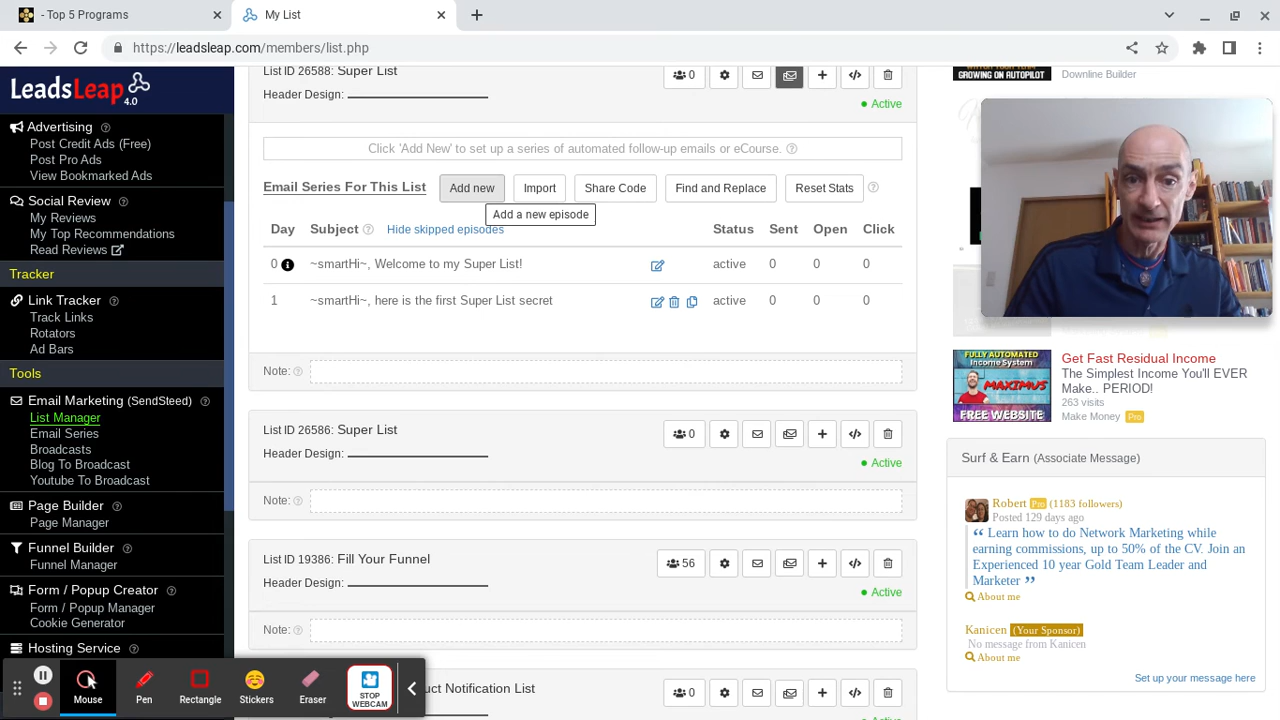 - Top 5 Programs
My List
https://leadsleap.com/members/list.php
LeadsLeap 4.0
Advertising
Post Credit Ads (Free)
Post Pro Ads
View Bookmarked Ads
Social Review
My Reviews
My Top Recommendations
Read Reviews
Tracker
Link Tracker
Track Links
Rotators
Ad Bars
Tools
Email Marketing (SendSteed)
List Manager
Email Series
Broadcasts
Blog To Broadcast
Youtube To Broadcast
Page Builder
Page Manager
Funnel Builder
Funnel Manager
Form / Popup Creator
Form / Popup Manager
Cookie Generator
Hosting Service
List ID 26588: Super List
0
Header Design:
Active
Click 'Add New' to set up a series of automated follow-up emails or eCourse.
Email Series For This List
Add new
Import
Share Code
Find and Replace
Reset Stats
Add a new episode
Day Subject Hide skipped episodes Status Sent Open Click
0 ~smartHi~, Welcome to my Super List! active 0 0 0
1 ~smartHi~, here is the first Super List secret active 0 0 0
Note:
List ID 26586: Super List
0
Header Design:
Active
Note:
List ID 19386: Fill Your Funnel
56
Header Design:
Active
Note:
uct Notification List
0
Active
GROWING ON AUTOPILOT
Downline Builder
FULLY AUTOMATED
Income System
MAXIMUS
FREE WEBSITE
Get Fast Residual Income
The Simplest Income You'll EVER
Make.. PERIOD!
263 visits
Make Money Pro
Surf & Earn (Associate Message)
Robert Pro (1183 followers)
Posted 129 days ago
“ Learn how to do Network Marketing while
earning commissions, up to 50% of the CV. Join an
Experienced 10 year Gold Team Leader and
Marketer ”
About me
Kanicen (Your Sponsor)
No message from Kanicen
About me
Set up your message here
Mouse
Pen
Rectangle
Stickers
Eraser
STOP
WEBCAM